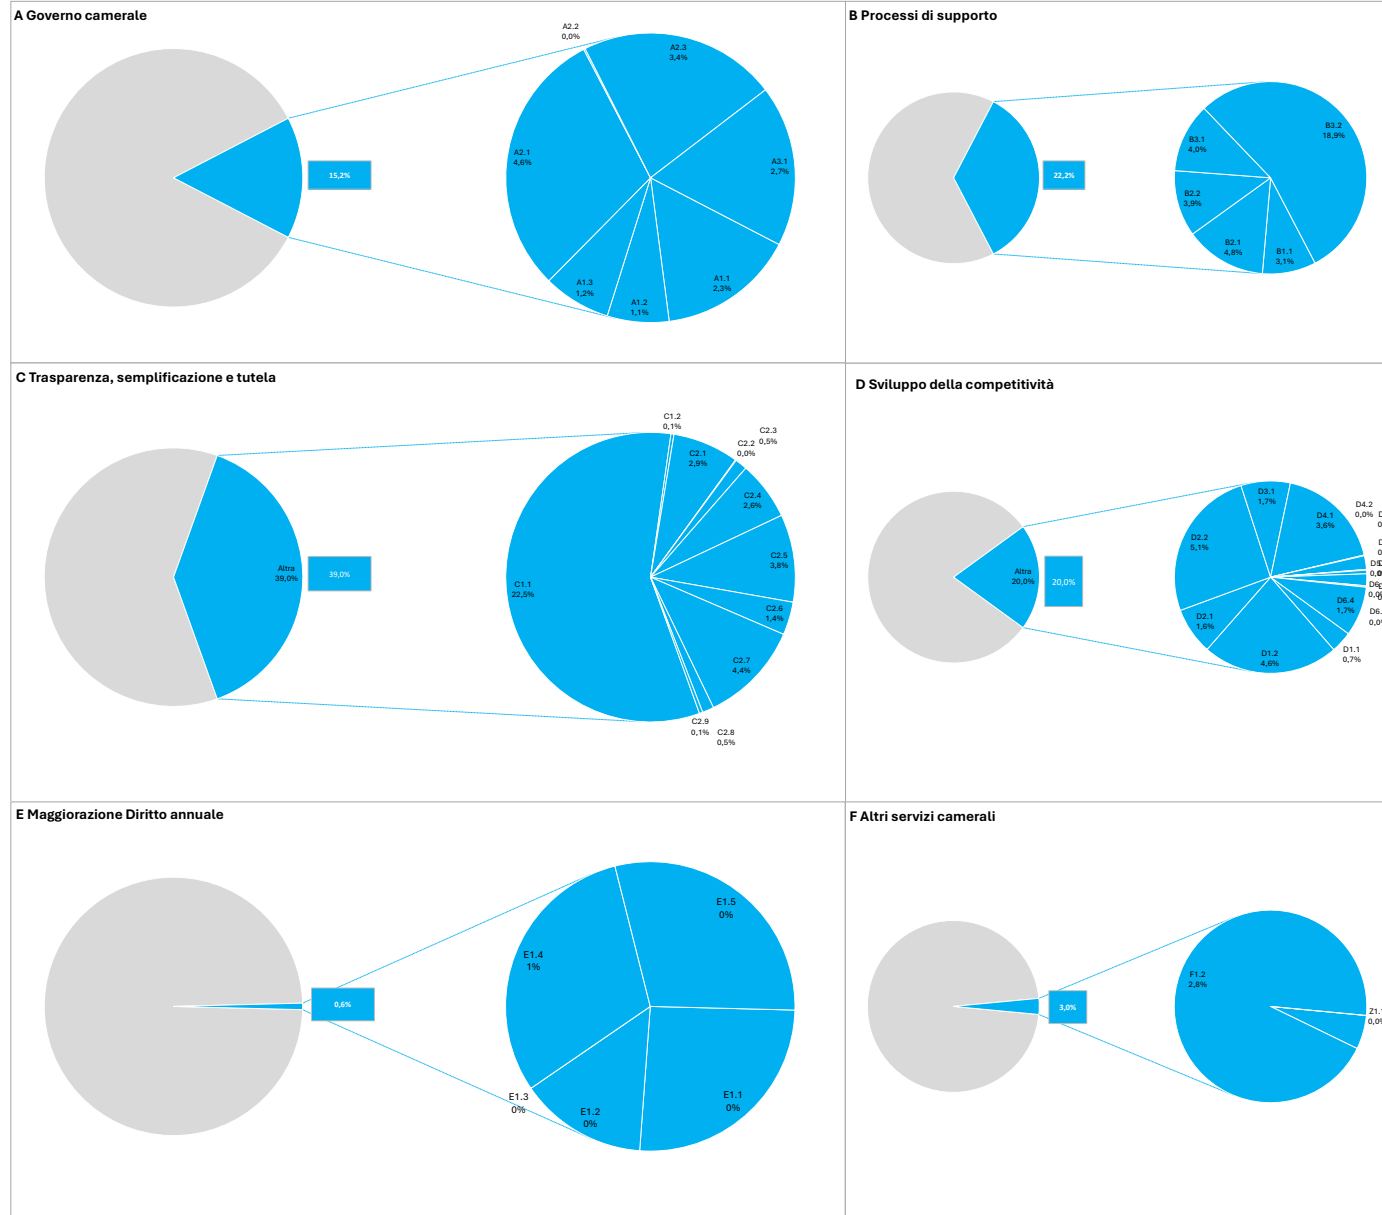 A Governo camerale
A2.2
0,0%
A2.3
3,4%
A2.1
4,6%
A3.1
2,7%
15,2%
A1.3
1,2%
A1.2
1,1%
A1.1
2,3%
B Processi di supporto
B3.2
18,9%
B3.1
4,0%
22,2%
B2.2
3,9%
B2.1
4,8%
B1.1
3,1%
C Trasparenza, semplificazione e tutela
C1.2
0,1%
C2.3
0,5%
C2.2
0,0%
C2.1
2,9%
C2.4
2,6%
C2.5
3,8%
Altra
39,0%
39,0%
C1.1
22,5%
C2.6
1,4%
C2.7
4,4%
C2.9
0,1%
C2.8
0,5%
D Sviluppo della competitività
D3.1
1,7%
D4.1
3,6%
D4.2
0,0%
D2.2
5,1%
Altra
20,0%
20,0%
D6.4
1,7%
D2.1
1,6%
D1.2
4,6%
D1.1
0,7%
E Maggiorazione Diritto annuale
E1.5
0%
E1.4
1%
0,6%
E1.3
0%
E1.2
0%
E1.1
0%
F Altri servizi camerali
F1.2
2,8%
3,0%